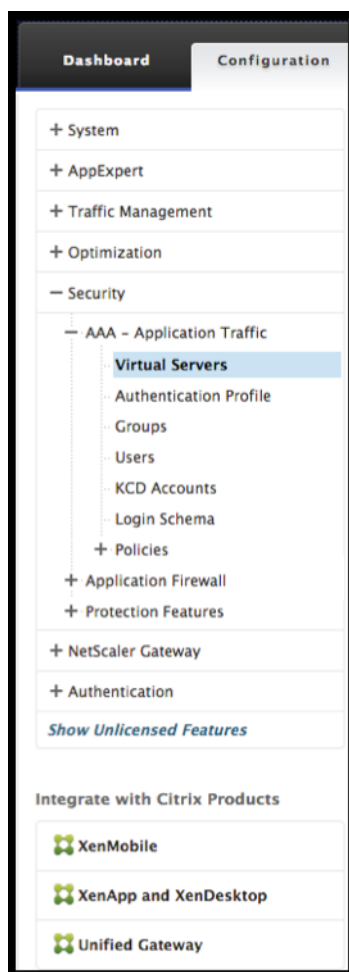 Dashboard Configuration
+ System
+ AppExpert
+ Traffic Management
+ Optimization
− Security
− AAA – Application Traffic
Virtual Servers
Authentication Profile
Groups
Users
KCD Accounts
Login Schema
+ Policies
+ Application Firewall
+ Protection Features
+ NetScaler Gateway
+ Authentication
Show Unlicensed Features
Integrate with Citrix Products
XenMobile
XenApp and XenDesktop
Unified Gateway